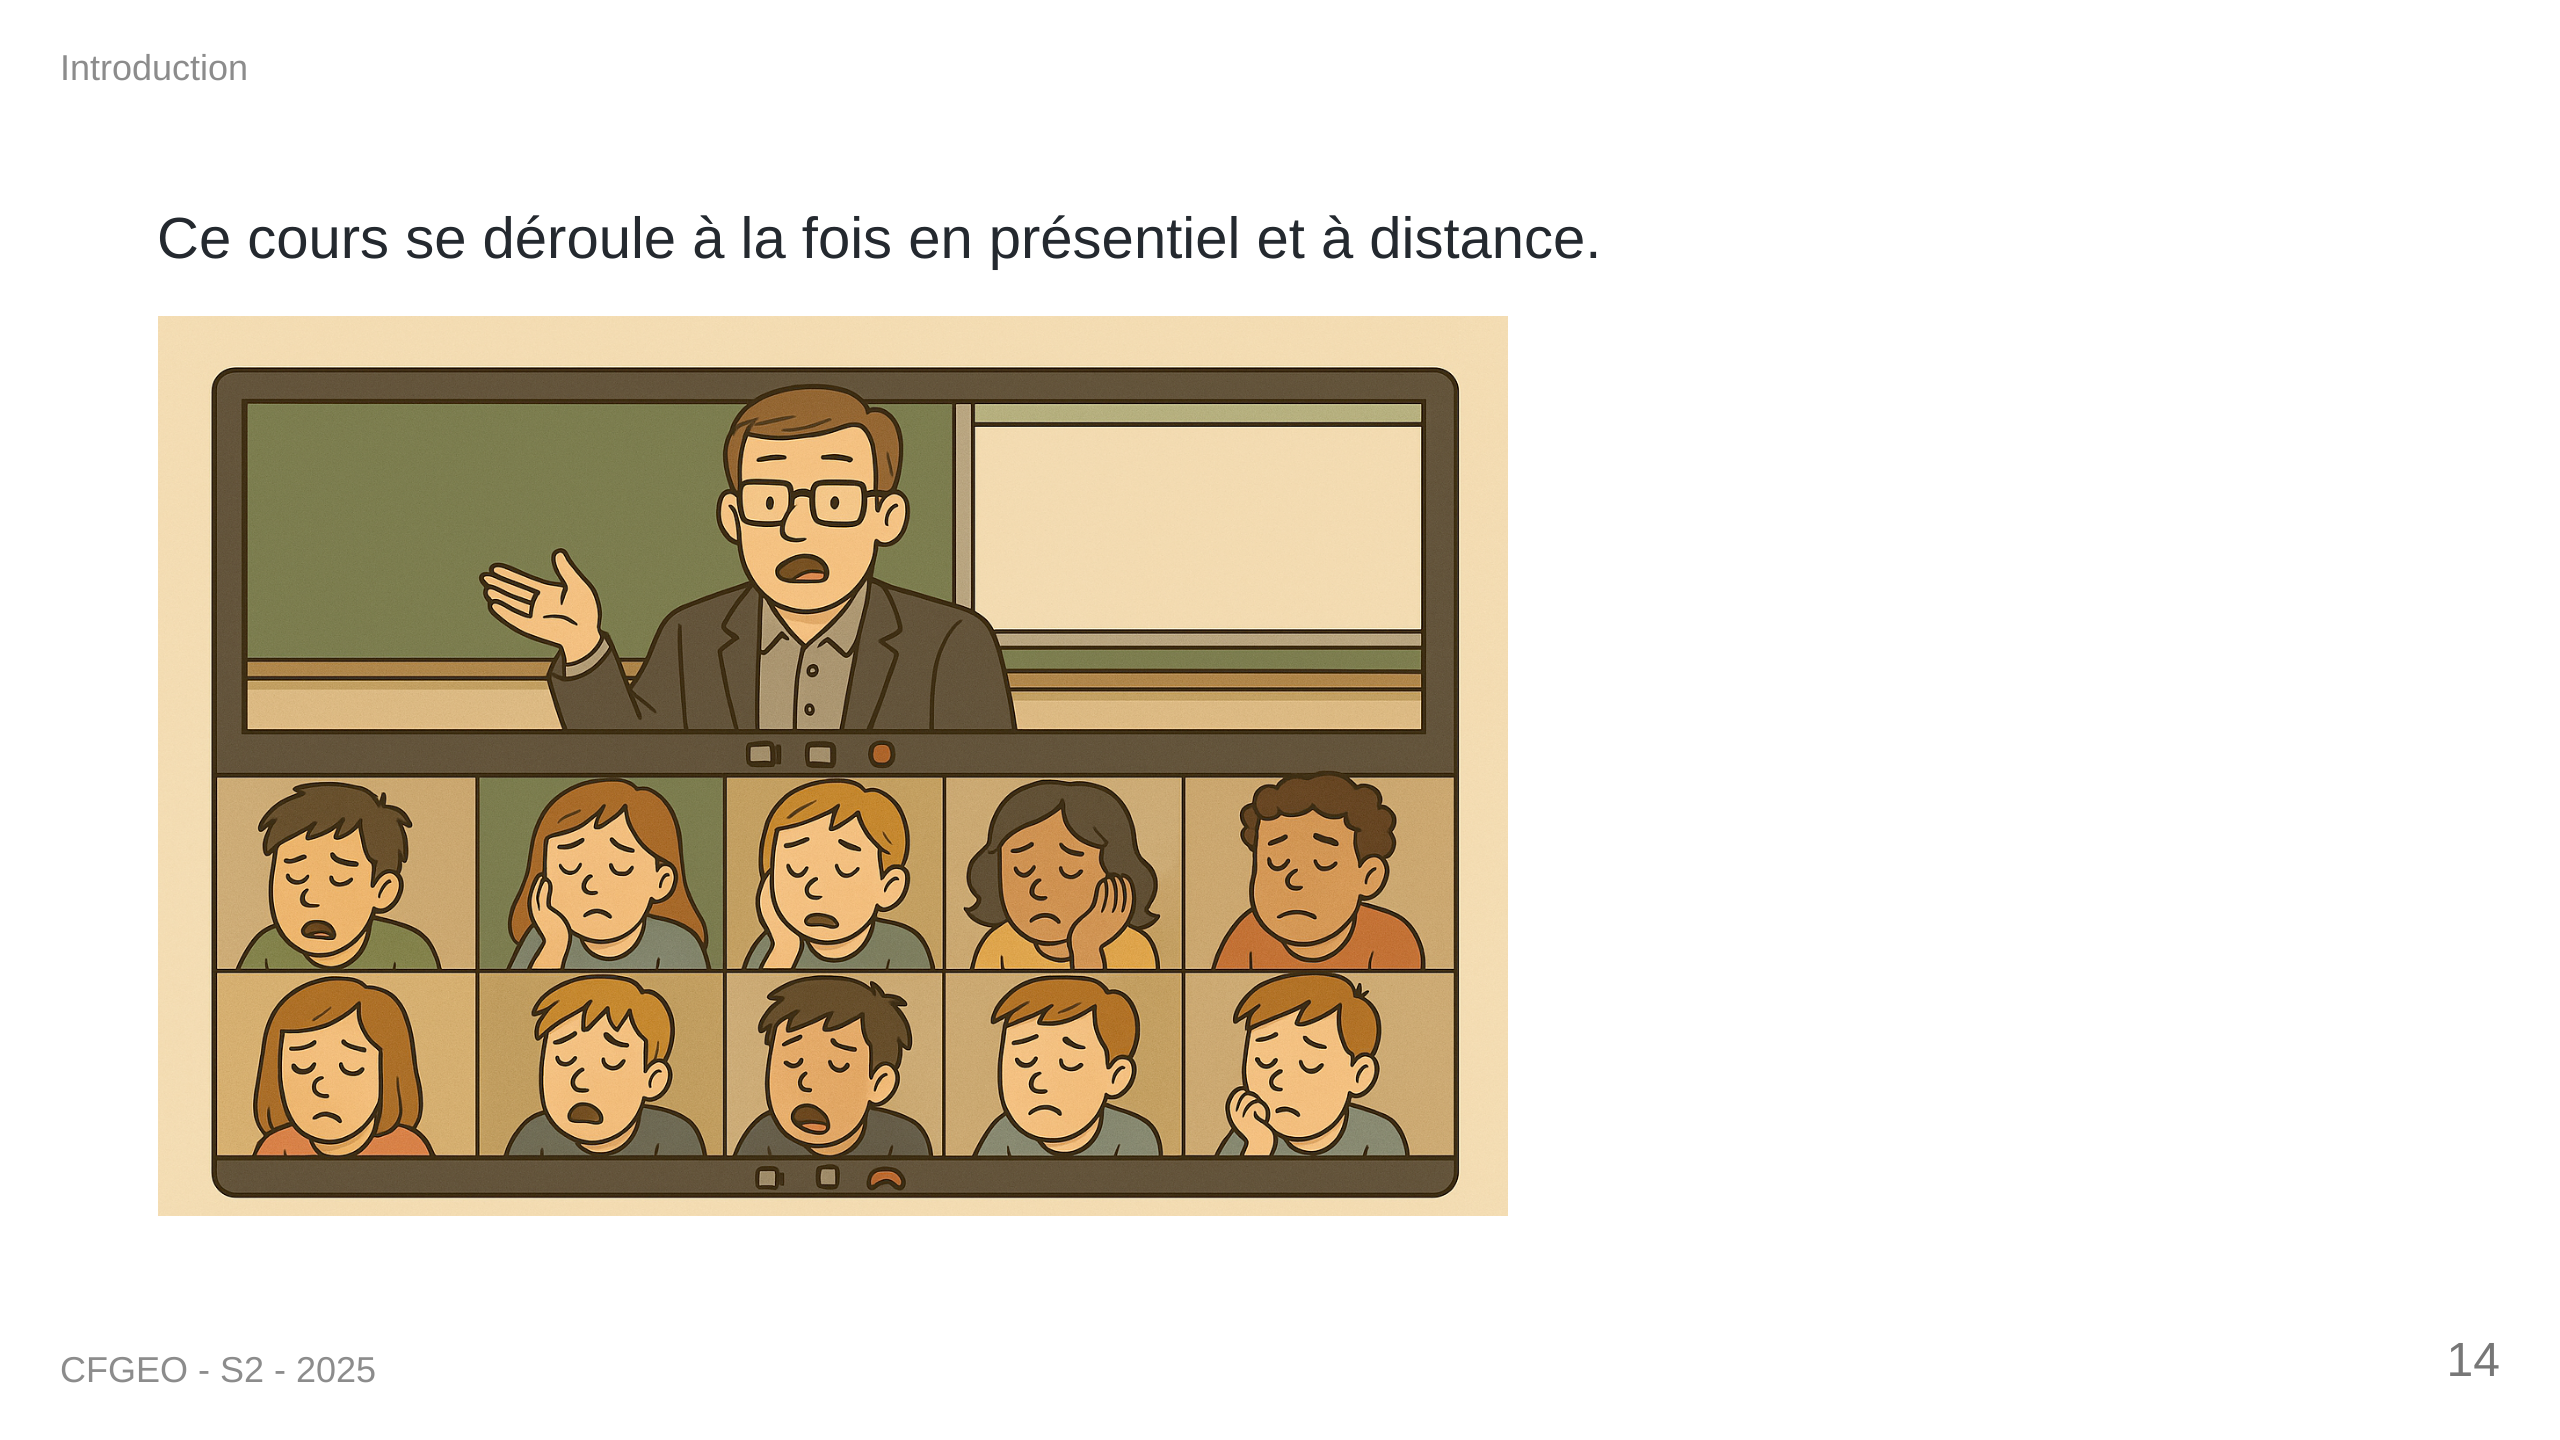 Introduction
Ce cours se déroule à la fois en présentiel et à distance.
CFGEO - S2 - 2025
14